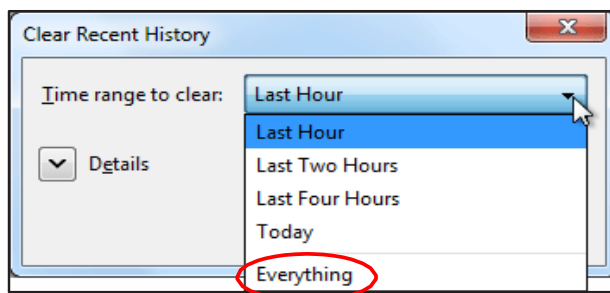 Clear Recent History
Time range to clear: Last Hour
Last Hour
Details
Last Two Hours
Last Four Hours
Today
Everything